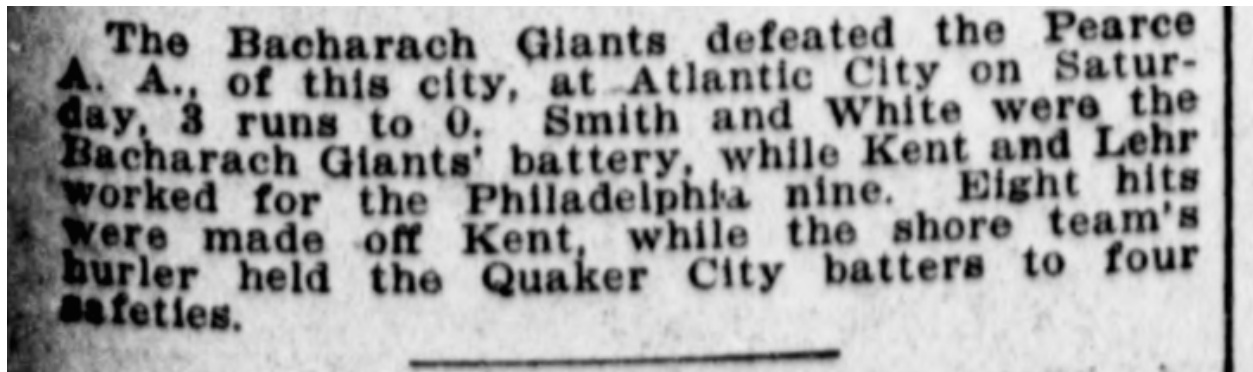 The Bacharach Giants defeated the Pearce
A. A., of this city, at Atlantic City on Satur-
day, 3 runs to 0. Smith and White were the
Bacharach Giants' battery, while Kent and Lehr
worked for the Philadelphia nine. Eight hits
were made off Kent, while the shore team's
hurler held the Quaker City batters to four
safeties.